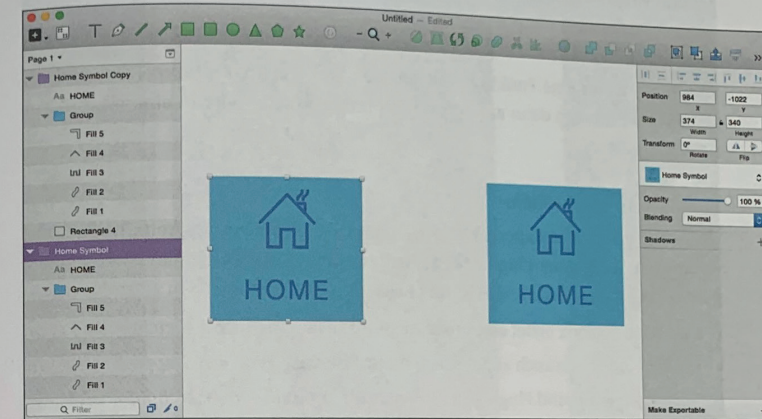 Untitled — Edited
Page 1
Home Symbol Copy
Aa HOME
Group
Fill 5
Fill 4
Fill 3
Fill 2
Fill 1
Rectangle 4
Home Symbol
Aa HOME
Group
Fill 5
Fill 4
Fill 3
Fill 2
Fill 1
Filter
0
HOME
HOME
Position 984 -1022
X Y
Size 374 340
Width Height
Transform 0°
Rotate Flip
Home Symbol
Opacity 100 %
Blending Normal
Shadows
Make Exportable